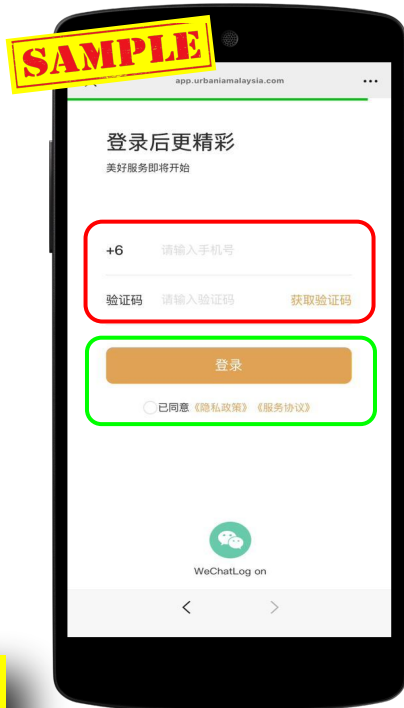 SAMPLE
app.urbaniamalaysia.com
登录后更精彩
美好服务即将开始
+6 请输入手机号
验证码 请输入验证码 获取验证码
登录
已同意《隐私政策》《服务协议》
WeChatLog on